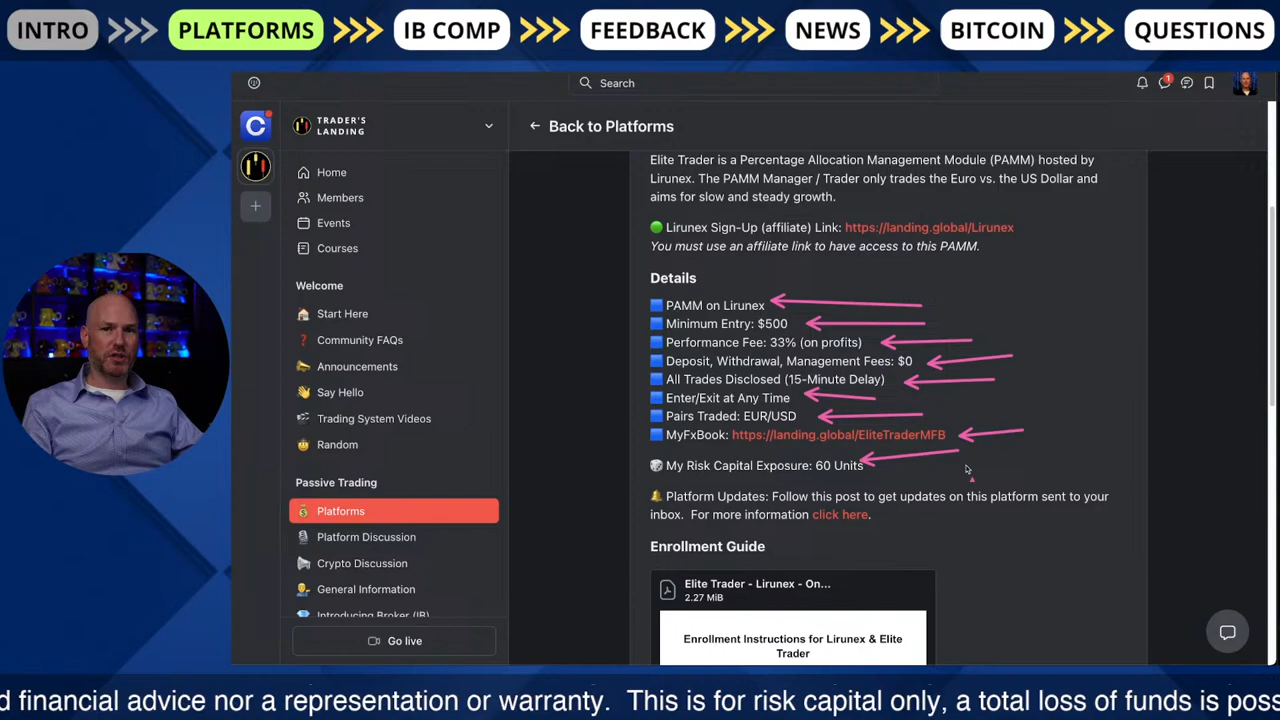 INTRO
PLATFORMS
IB COMP
FEEDBACK
NEWS
BITCOIN
QUESTIONS
Search
1
TRADER'S
LANDING
Back to Platforms
Home
Members
Events
Courses
Welcome
Start Here
Community FAQs
Announcements
Say Hello
Trading System Videos
Random
Passive Trading
Platforms
Platform Discussion
Crypto Discussion
General Information
Introducing Broker (IB)
Go live
Elite Trader is a Percentage Allocation Management Module (PAMM) hosted by
Lirunex. The PAMM Manager / Trader only trades the Euro vs. the US Dollar and
aims for slow and steady growth.
Lirunex Sign-Up (affiliate) Link: https://landing.global/Lirunex
You must use an affiliate link to have access to this PAMM.
Details
PAMM on Lirunex
Minimum Entry: $500
Performance Fee: 33% (on profits)
Deposit, Withdrawal, Management Fees: $0
All Trades Disclosed (15-Minute Delay)
Enter/Exit at Any Time
Pairs Traded: EUR/USD
MyFxBook: https://landing.global/EliteTraderMFB
My Risk Capital Exposure: 60 Units
Platform Updates: Follow this post to get updates on this platform sent to your
inbox. For more information click here.
Enrollment Guide
Elite Trader - Lirunex - On...
2.27 MiB
Enrollment Instructions for Lirunex & Elite
Trader
d financial advice nor a representation or warranty. This is for risk capital only, a total loss of funds is poss